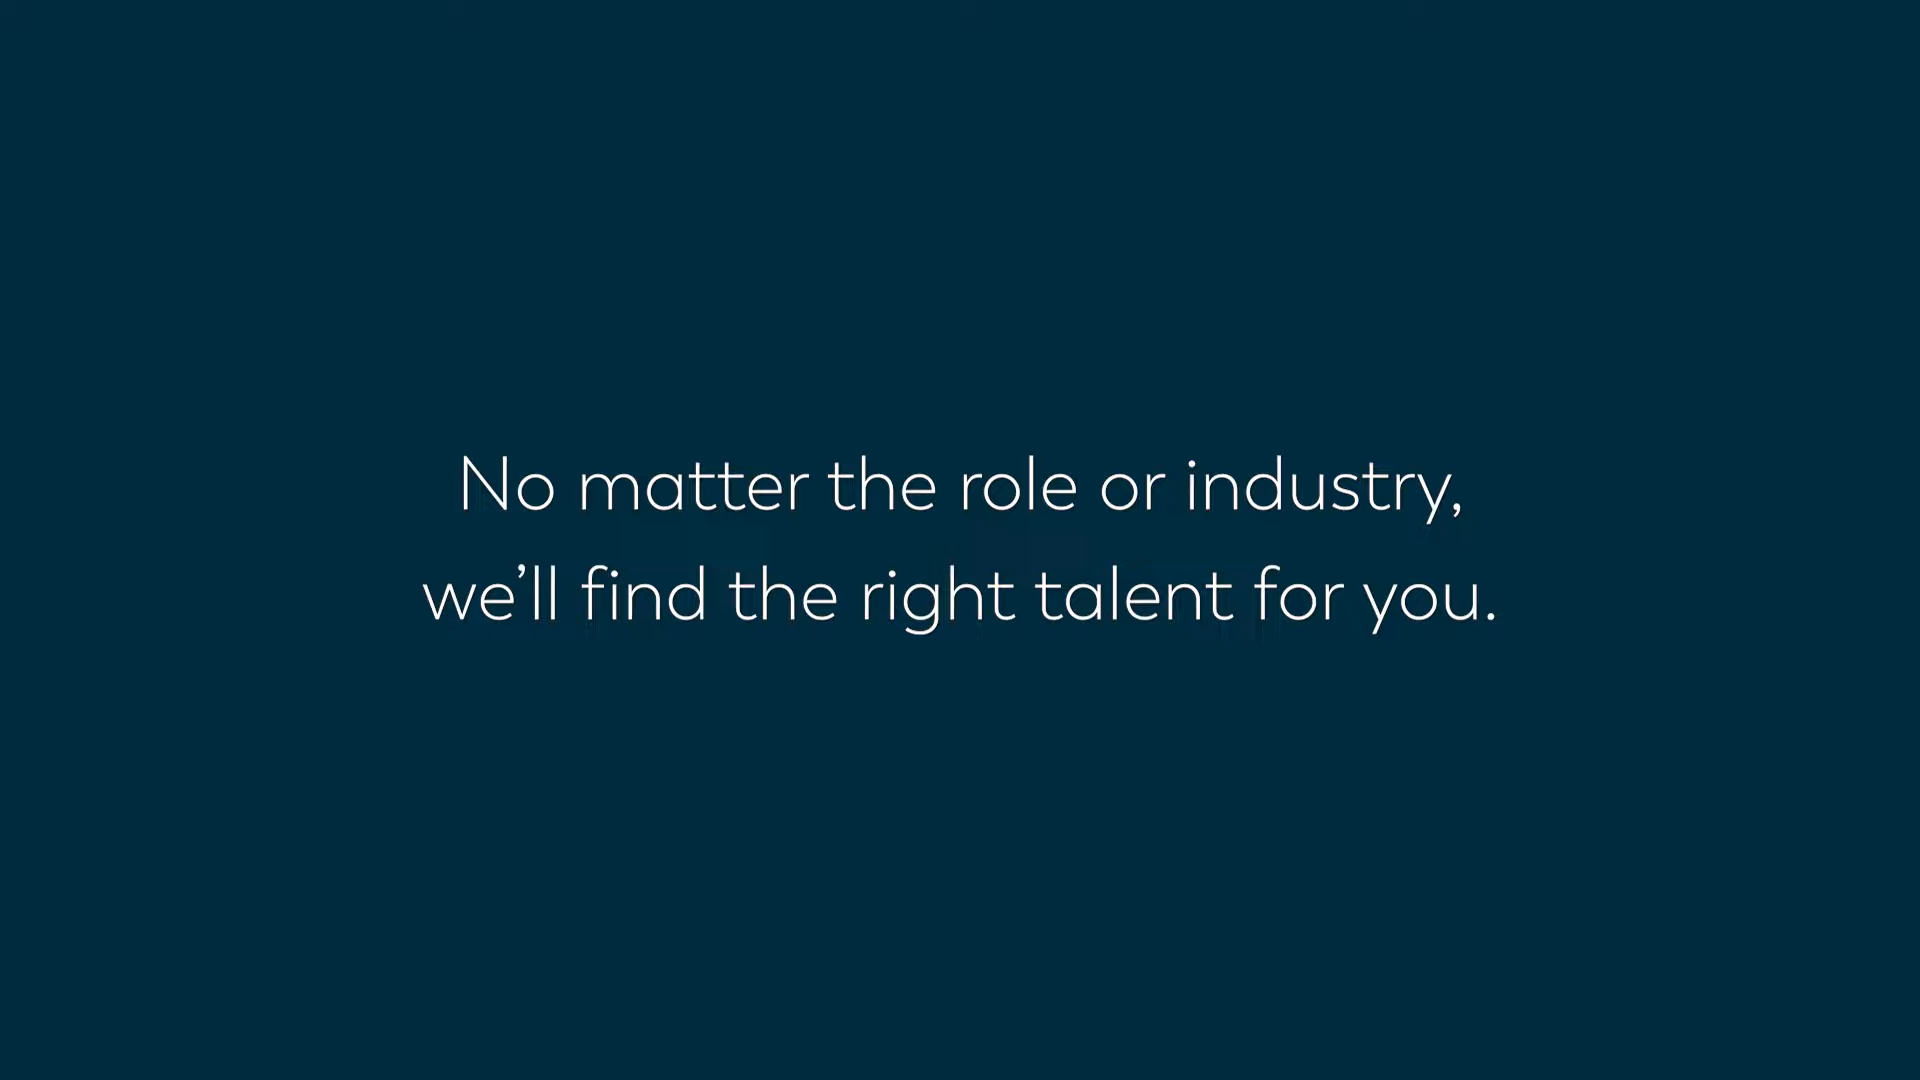 No matter the role or industry,
we’ll find the right talent for you.